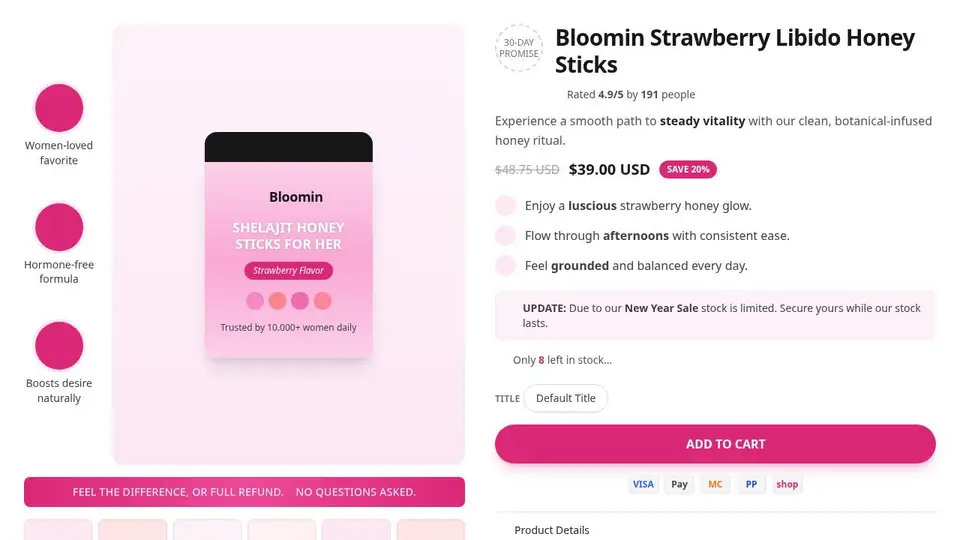 Women-loved
favorite
Hormone-free
formula
Boosts desire
naturally
Bloomin
SHELAJIT HONEY
STICKS FOR HER
Strawberry Flavor
Trusted by 10.000+ women daily
FEEL THE DIFFERENCE, OR FULL REFUND. NO QUESTIONS ASKED.
30-DAY
PROMISE
Bloomin Strawberry Libido Honey
Sticks
Rated 4.9/5 by 191 people
Experience a smooth path to steady vitality with our clean, botanical-infused
honey ritual.
$48.75 USD $39.00 USD SAVE 20%
Enjoy a luscious strawberry honey glow.
Flow through afternoons with consistent ease.
Feel grounded and balanced every day.
UPDATE: Due to our New Year Sale stock is limited. Secure yours while our stock
lasts.
Only 8 left in stock...
TITLE Default Title
ADD TO CART
VISA Pay MC PP shop
Product Details